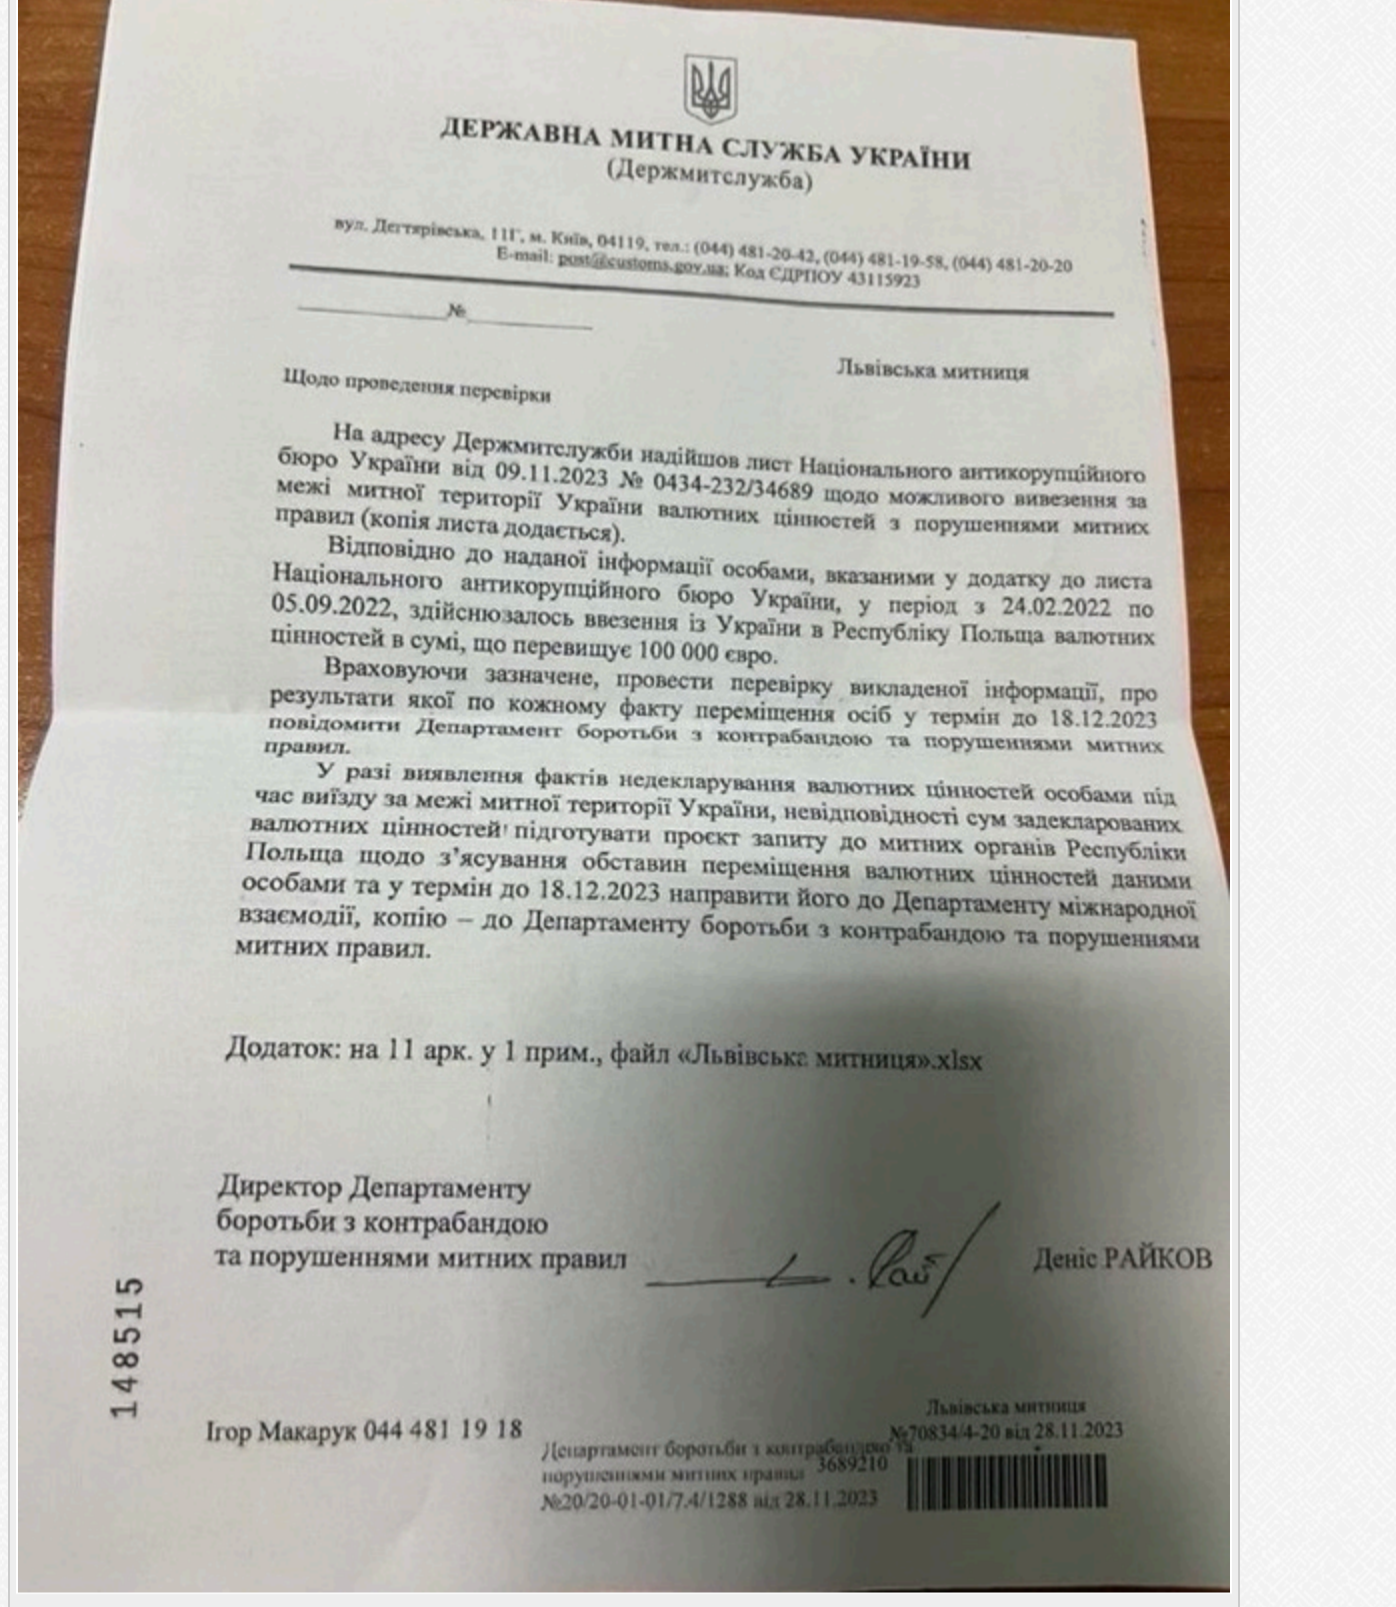 ДЕРЖАВНА МИТНА СЛУЖБА УКРАЇНИ
(Держмитслужба)
вул. Дегтярівська, 11Г, м. Київ, 04119, тел.: (044) 481-20-42, (044) 481-19-58, (044) 481-20-20
E-mail: post@customs.gov.ua; Код ЄДРПОУ 43115923
№
Львівська митниця
Щодо проведення перевірки
На адресу Держмитслужби надійшов лист Національного антикорупційного
бюро України від 09.11.2023 № 0434-232/34689 щодо можливого вивезення за
межі митної території України валютних цінностей з порушеннями митних
правил (копія листа додається).
Відповідно до наданої інформації особами, вказаними у додатку до листа
Національного антикорупційного бюро України, у період з 24.02.2022 по
05.09.2022, здійснюзалось ввезення із України в Республіку Польща валютних
цінностей в сумі, що перевищує 100 000 євро.
Враховуючи зазначене, провести перевірку викладеної інформації, про
результати якої по кожному факту переміщення осіб у термін до 18.12.2023
повідомити Департамент боротьби з контрабандою та порушеннями митних
правил.
У разі виявлення фактів недекларування валютних цінностей особами під
час виїзду за межі митної території України, невідповідності сум задекларованих
валютних цінностей підготувати проєкт запиту до митних органів Республіки
Польща щодо з’ясування обставин переміщення валютних цінностей даними
особами та у термін до 18.12.2023 направити його до Департаменту міжнародної
взаємодії, копію – до Департаменту боротьби з контрабандою та порушеннями
митних правил.
Додаток: на 11 арк. у 1 прим., файл «Львівська митниця».xlsx
Директор Департаменту
боротьби з контрабандою
та порушеннями митних правил
Деніс РАЙКОВ
148515
Ігор Макарук 044 481 19 18
Львівська митниця
№70834/4-20 від 28.11.2023
Департамент боротьби з контрабандою та
порушеннями митних правил 3689210
№20/20-01-01/7.4/1288 від 28.11.2023